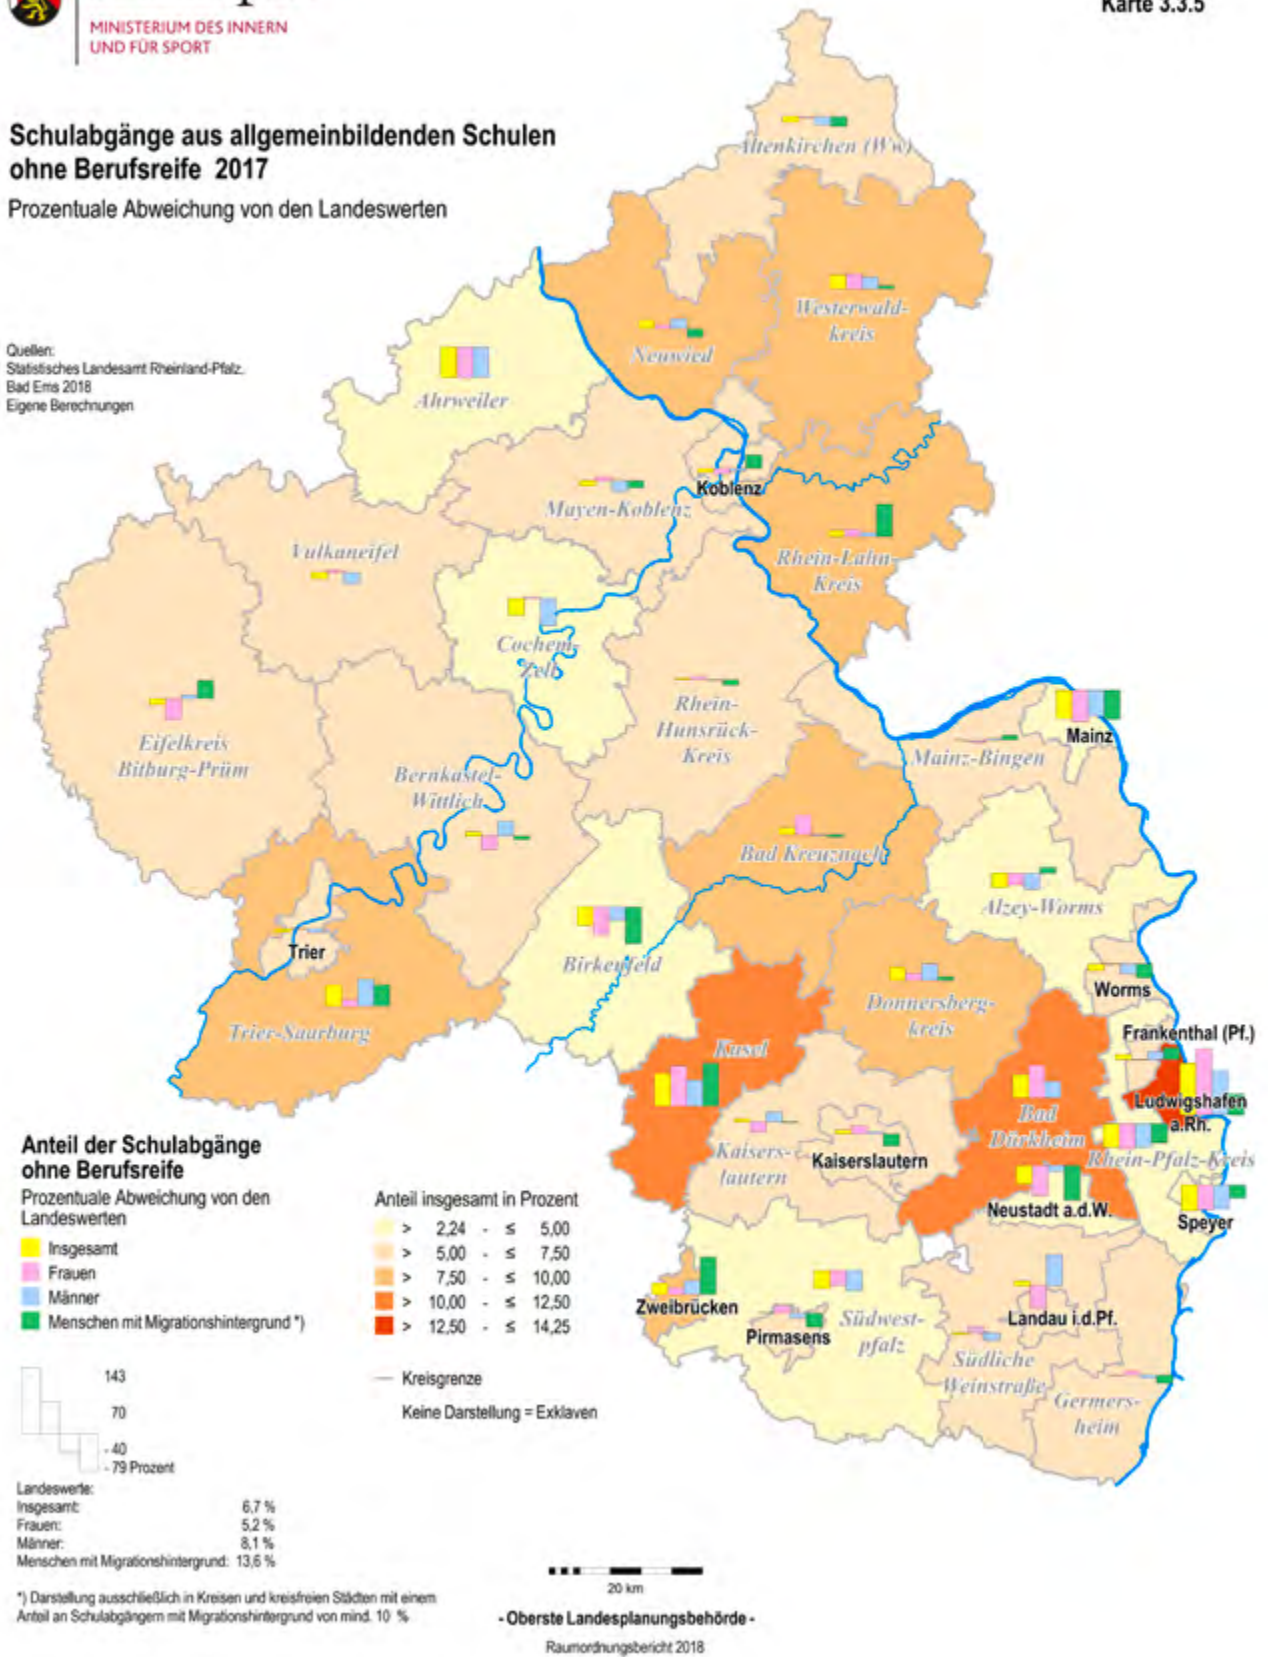 MINISTERIUM DES INNERN
UND FÜR SPORT
Karte 3.3.5
Schulabgänge aus allgemeinbildenden Schulen
ohne Berufsreife 2017
Prozentuale Abweichung von den Landeswerten
Quellen:
Statistisches Landesamt Rheinland-Pfalz.
Bad Ems 2018
Eigene Berechnungen
Altenkirchen (Ww)
Westerwald-
kreis
Neuwied
Ahrweiler
Koblenz
Mayen-Koblenz
Vulkaneifel
Rhein-Lahn-
Kreis
Cochem-
Zell
Rhein-
Hunsrück-
Kreis
Eifelkreis
Bitburg-Prüm
Bernkastel-
Wittlich
Mainz
Mainz-Bingen
Bad Kreuznach
Alzey-Worms
Trier
Birkenfeld
Worms
Donnersberg-
kreis
Trier-Saarburg
Kusel
Frankenthal (Pf.)
Ludwigshafen
a.Rh.
Bad
Dürkheim
Kaisers-
lautern
Kaiserslautern
Rhein-Pfalz-Kreis
Neustadt a.d.W.
Speyer
Zweibrücken
Pirmasens
Südwest-
pfalz
Landau i.d.Pf.
Südliche
Weinstraße
Germers-
heim
Anteil der Schulabgänge
ohne Berufsreife
Prozentuale Abweichung von den
Landeswerten
Insgesamt
Frauen
Männer
Menschen mit Migrationshintergrund *)
143
70
- 40
- 79 Prozent
Anteil insgesamt in Prozent
> 2,24 - ≤ 5,00
> 5,00 - ≤ 7,50
> 7,50 - ≤ 10,00
> 10,00 - ≤ 12,50
> 12,50 - ≤ 14,25
Kreisgrenze
Keine Darstellung = Exklaven
Landeswerte:
Insgesamt: 6,7 %
Frauen: 5,2 %
Männer: 8,1 %
Menschen mit Migrationshintergrund: 13,6 %
*) Darstellung ausschließlich in Kreisen und kreisfreien Städten mit einem
Anteil an Schulabgängern mit Migrationshintergrund von mind. 10 %
20 km
- Oberste Landesplanungsbehörde -
Raumordnungsbericht 2018